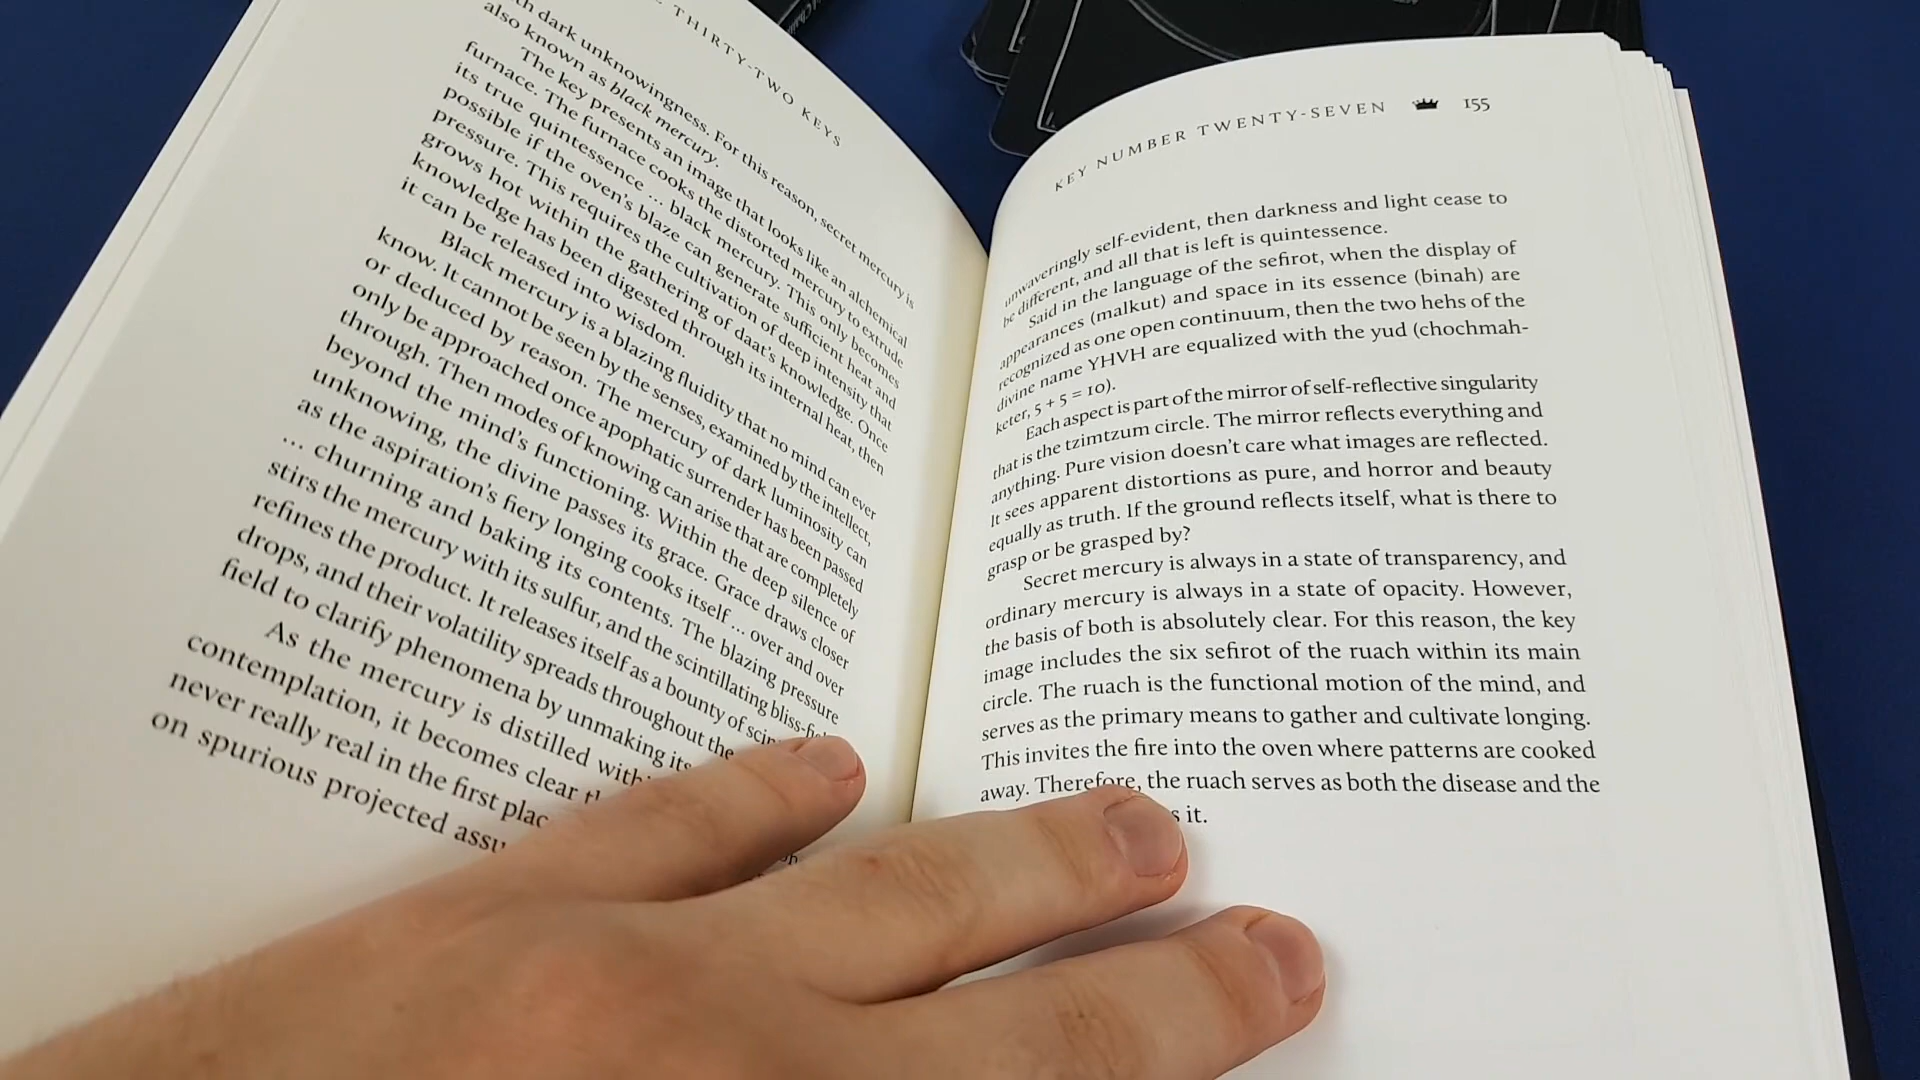 THIRTY-TWO KEYS
dark unknowingness. For this reason, secret mercury is
also known as black mercury.
The key presents an image that looks like an alchemical
furnace. The furnace cooks the distorted mercury to extrude
its true quintessence ... black mercury. This only becomes
possible if the oven's blaze can generate sufficient heat and
pressure. This requires the cultivation of deep intensity that
grows hot within the gathering of daat's knowledge. Once
knowledge has been digested through its internal heat, then
it can be released into wisdom.
Black mercury is a blazing fluidity that no mind can ever
know. It cannot be seen by the senses, examined by the intellect,
or deduced by reason. The mercury of dark luminosity can
only be approached once apophatic surrender has been passed
through. Then modes of knowing can arise that are completely
beyond the mind's functioning. Within the deep silence of
unknowing, the divine passes its grace. Grace draws closer
as the aspiration's fiery longing cooks itself ... over and over
... churning and baking its contents. The blazing pressure
stirs the mercury with its sulfur, and the scintillating
refines the product. It releases itself as a bounty of
drops, and their volatility spreads throughout the
field to clarify phenomena by unmaking its
As the mercury is distilled
contemplation, it becomes clear
never really real in the first
on spurious projected
KEY NUMBER TWENTY-SEVEN 155
unwaveringly self-evident, then darkness and light cease to
be different, and all that is left is quintessence.
Said in the language of the sefirot, when the display of
appearances (malkut) and space in its essence (binah) are
recognized as one open continuum, then the two hehs of the
divine name YHVH are equalized with the yud (chochmah-
keter, 5 + 5 = 10).
Each aspect is part of the mirror of self-reflective singularity
that is the tzimtzum circle. The mirror reflects everything and
anything. Pure vision doesn't care what images are reflected.
It sees apparent distortions as pure, and horror and beauty
equally as truth. If the ground reflects itself, what is there to
grasp or be grasped by?
Secret mercury is always in a state of transparency, and
ordinary mercury is always in a state of opacity. However,
the basis of both is absolutely clear. For this reason, the key
image includes the six sefirot of the ruach within its main
circle. The ruach is the functional motion of the mind, and
serves as the primary means to gather and cultivate longing.
This invites the fire into the oven where patterns are cooked
away. Therefore, the ruach serves as both the disease and the
it.